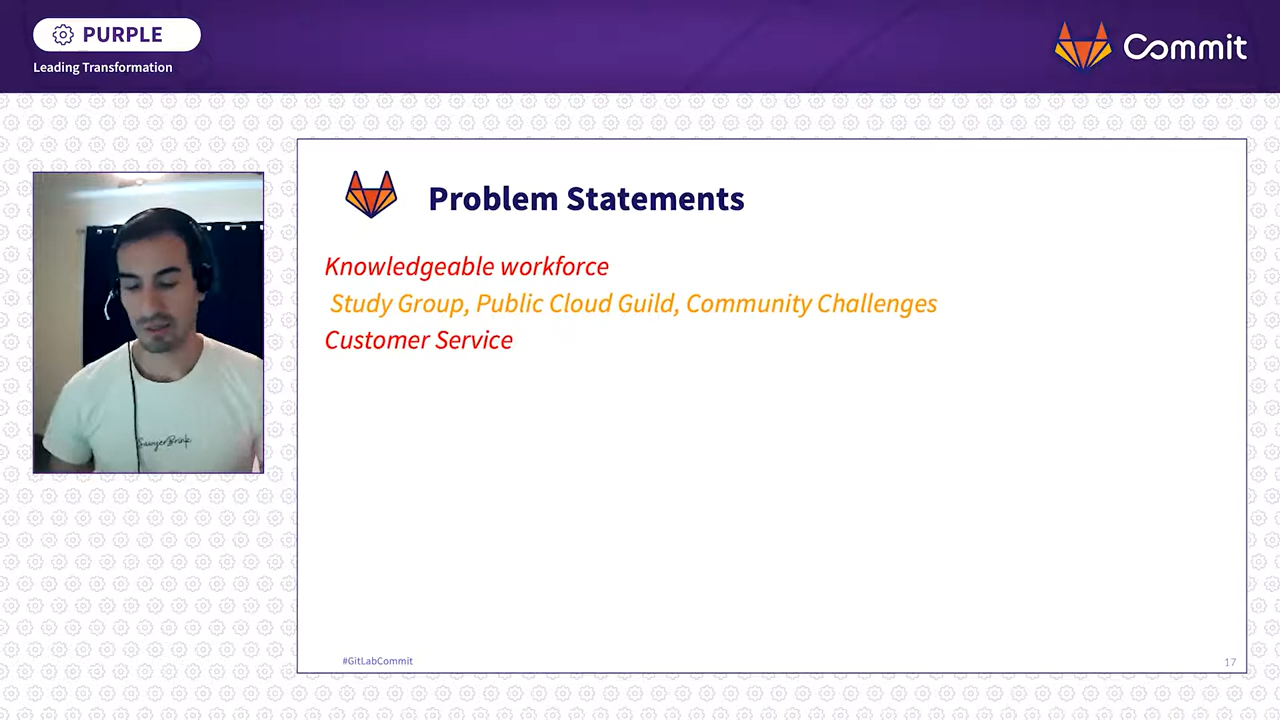 PURPLE
Leading Transformation
Commit
Problem Statements
Knowledgeable workforce
Study Group, Public Cloud Guild, Community Challenges
Customer Service
SawyerBrink
#GitLabCommit
17